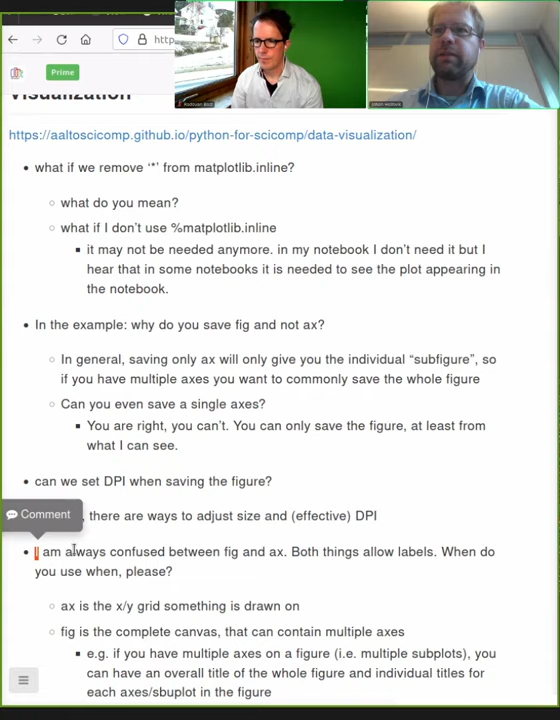 http
Prime
Visualization
https://aaltoscicomp.github.io/python-for-scicomp/data-visualization/
• what if we remove '*' from matplotlib.inline?
◦ what do you mean?
◦ what if I don't use %matplotlib.inline
▪ it may not be needed anymore. in my notebook I don't need it but I
hear that in some notebooks it is needed to see the plot appearing in
the notebook.
• In the example: why do you save fig and not ax?
◦ In general, saving only ax will only give you the individual "subfigure", so
if you have multiple axes you want to commonly save the whole figure
◦ Can you even save a single axes?
▪ You are right, you can't. You can only save the figure, at least from
what I can see.
• can we set DPI when saving the figure?
Comment
, there are ways to adjust size and (effective) DPI
• I am always confused between fig and ax. Both things allow labels. When do
you use when, please?
◦ ax is the x/y grid something is drawn on
◦ fig is the complete canvas, that can contain multiple axes
▪ e.g. if you have multiple axes on a figure (i.e. multiple subplots), you
can have an overall title of the whole figure and individual titles for
each axes/sbuplot in the figure